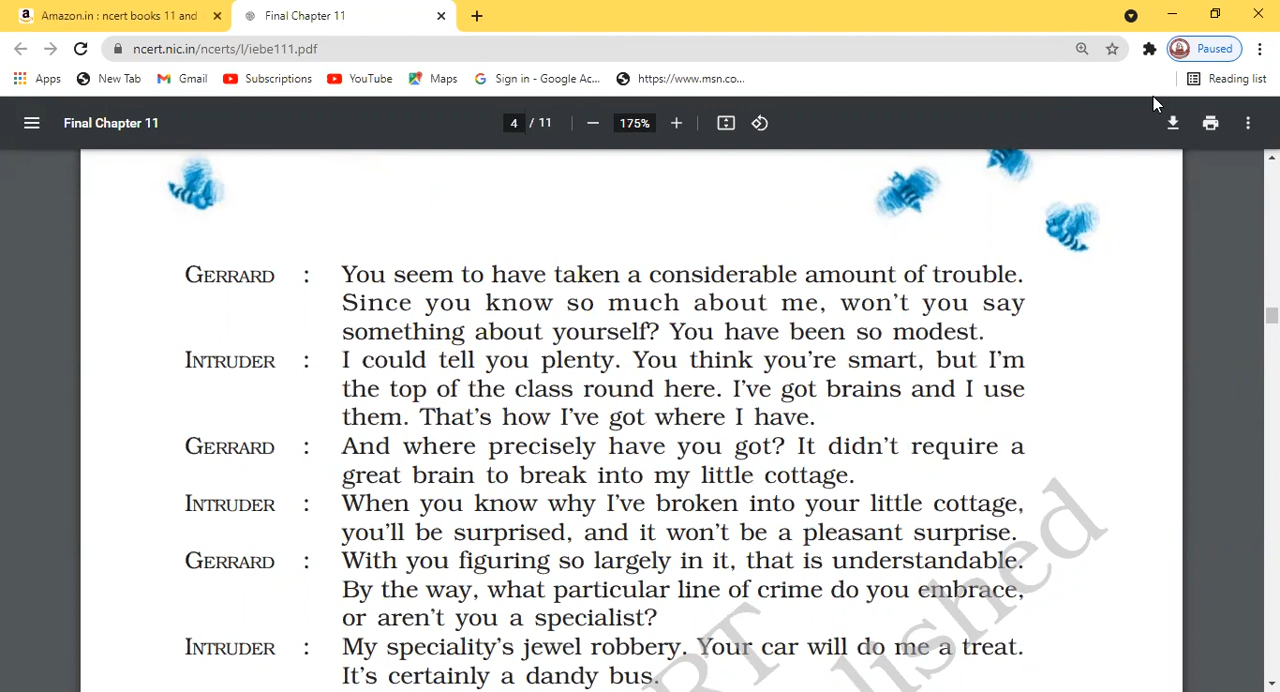 Amazon.in : ncert books 11 and
Final Chapter 11
ncert.nic.in/ncerts/l/iebe111.pdf
Paused
Apps
New Tab
Gmail
Subscriptions
YouTube
Maps
Sign in - Google Ac...
https://www.msn.co...
Reading list
Final Chapter 11
4 / 11
175%
GERRARD : You seem to have taken a considerable amount of trouble.
Since you know so much about me, won't you say
something about yourself? You have been so modest.
INTRUDER : I could tell you plenty. You think you're smart, but I'm
the top of the class round here. I've got brains and I use
them. That's how I've got where I have.
GERRARD : And where precisely have you got? It didn't require a
great brain to break into my little cottage.
INTRUDER : When you know why I've broken into your little cottage,
you'll be surprised, and it won't be a pleasant surprise.
GERRARD : With you figuring so largely in it, that is understandable.
By the way, what particular line of crime do you embrace,
or aren't you a specialist?
INTRUDER : My speciality's jewel robbery. Your car will do me a treat.
It's certainly a dandy bus.